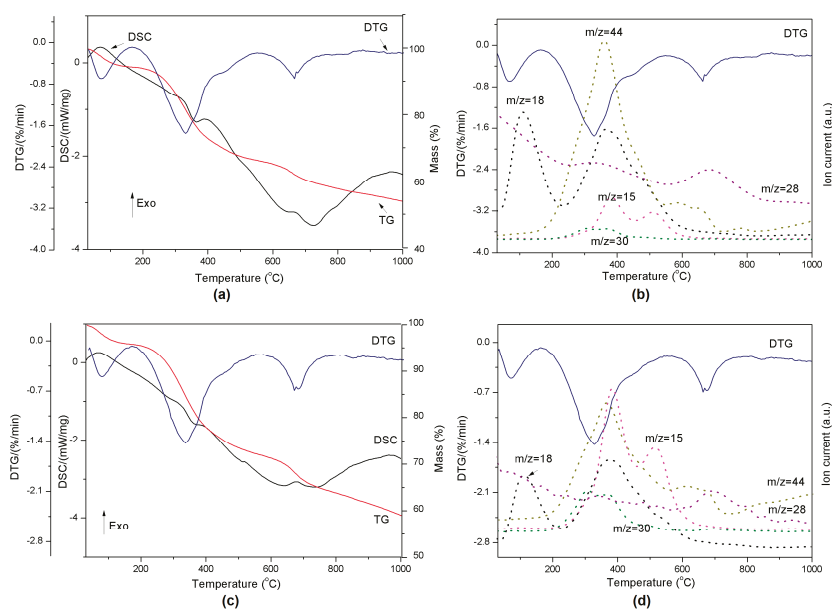 DSC
DTG
TG
Exo
0.0
-0.8
-1.6
-2.4
-3.2
-4.0
DTG/(%/min)
0
-2
-4
DSC/(mW/mg)
100
90
80
70
60
50
40
Mass (%)
200 400 600 800 1000
Temperature (°C)
(a)
DTG
m/z=44
m/z=18
m/z=15
m/z=28
m/z=30
0.0
-0.8
-1.6
-2.4
-3.2
-4.0
DTG/(%/min)
Ion current (a.u.)
200 400 600 800 1000
Temperature (°C)
(b)
DTG
DSC
TG
Exo
0.0
-0.7
-1.4
-2.1
-2.8
DTG/(%/min)
0
-2
-4
DSC/(mW/mg)
100
90
80
70
60
50
Mass (%)
200 400 600 800 1000
Temperature (°C)
(c)
DTG
m/z=18
m/z=15
m/z=44
m/z=28
m/z=30
0.0
-0.7
-1.4
-2.1
-2.8
DTG/(%/min)
Ion current (a.u.)
200 400 600 800 1000
Temperature (°C)
(d)